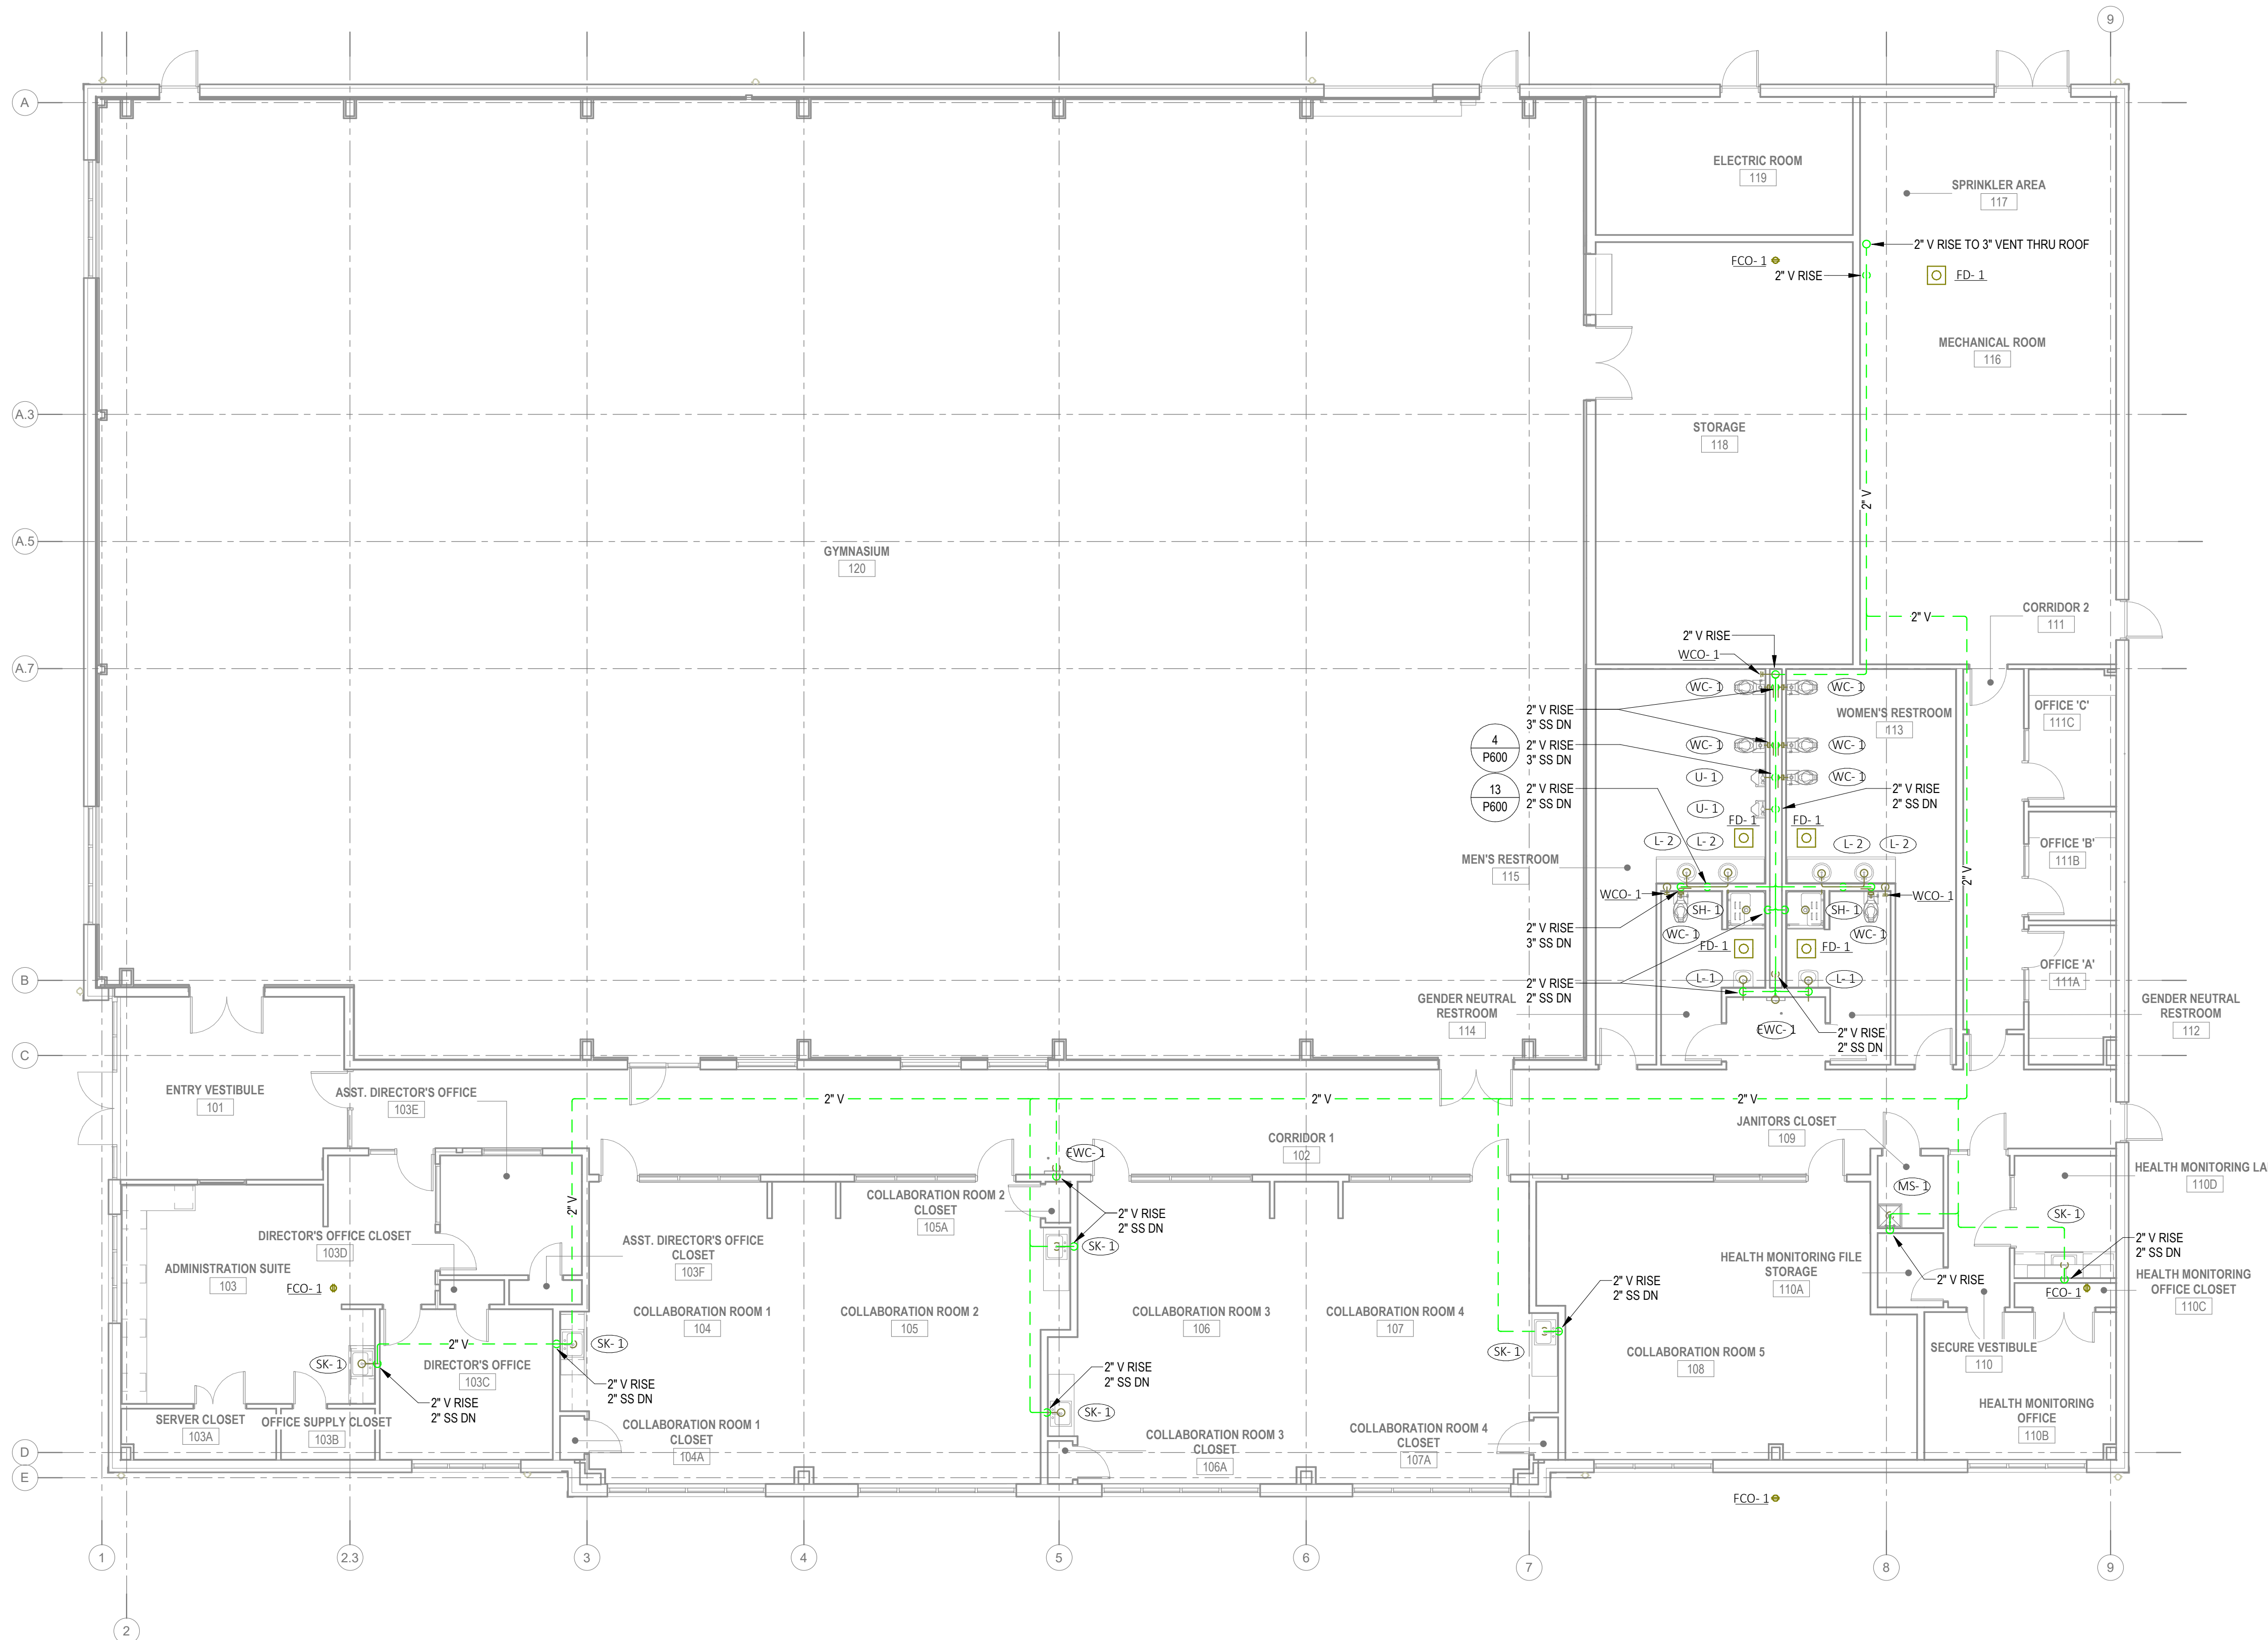 9
A
ELECTRIC ROOM
119
SPRINKLER AREA
117
2" V RISE TO 3" VENT THRU ROOF
FCO- 1
2" V RISE
FD- 1
MECHANICAL ROOM
116
A.3
STORAGE
118
2" V
A.5
GYMNASIUM
120
2" V
CORRIDOR 2
111
2" V RISE
WCO- 1
A.7
WC- 1
WC- 1
2" V RISE
3" SS DN
WOMEN'S RESTROOM
113
OFFICE 'C'
111C
4
P600
2" V RISE
3" SS DN
WC- 1
WC- 1
U- 1
WC- 1
13
P600
2" V RISE
2" SS DN
U- 1
2" V RISE
2" SS DN
FD- 1
FD- 1
L- 2
L- 2
L- 2
L- 2
OFFICE 'B'
111B
MEN'S RESTROOM
115
2" V
WCO- 1
WCO- 1
SH- 1
SH- 1
2" V RISE
3" SS DN
WC- 1
WC- 1
FD- 1
FD- 1
OFFICE 'A'
111A
B
L- 1
L- 1
2" V RISE
2" SS DN
GENDER NEUTRAL
RESTROOM
114
GENDER NEUTRAL
RESTROOM
112
EWC- 1
2" V RISE
2" SS DN
C
ENTRY VESTIBULE
101
ASST. DIRECTOR'S OFFICE
103E
2" V
2" V
2" V
JANITORS CLOSET
109
CORRIDOR 1
102
EWC- 1
HEALTH MONITORING LA
110D
MS- 1
COLLABORATION ROOM 2
CLOSET
105A
2" V
2" V RISE
2" SS DN
SK- 1
SK- 1
DIRECTOR'S OFFICE CLOSET
103D
ASST. DIRECTOR'S OFFICE
CLOSET
103F
2" V RISE
2" SS DN
ADMINISTRATION SUITE
103
HEALTH MONITORING FILE
STORAGE
110A
2" V RISE
HEALTH MONITORING
OFFICE CLOSET
110C
FCO- 1
FCO- 1
2" V RISE
2" SS DN
COLLABORATION ROOM 1
104
COLLABORATION ROOM 2
105
COLLABORATION ROOM 3
106
COLLABORATION ROOM 4
107
2" V
SK- 1
SK- 1
COLLABORATION ROOM 5
108
SECURE VESTIBULE
110
SK- 1
DIRECTOR'S OFFICE
103C
2" V RISE
2" SS DN
2" V RISE
2" SS DN
2" V RISE
2" SS DN
SK- 1
HEALTH MONITORING
OFFICE
110B
SERVER CLOSET
103A
OFFICE SUPPLY CLOSET
103B
COLLABORATION ROOM 1
CLOSET
104A
COLLABORATION ROOM 3
CLOSET
106A
COLLABORATION ROOM 4
CLOSET
107A
D
E
FCO- 1
1
2.3
3
4
5
6
7
8
9
2